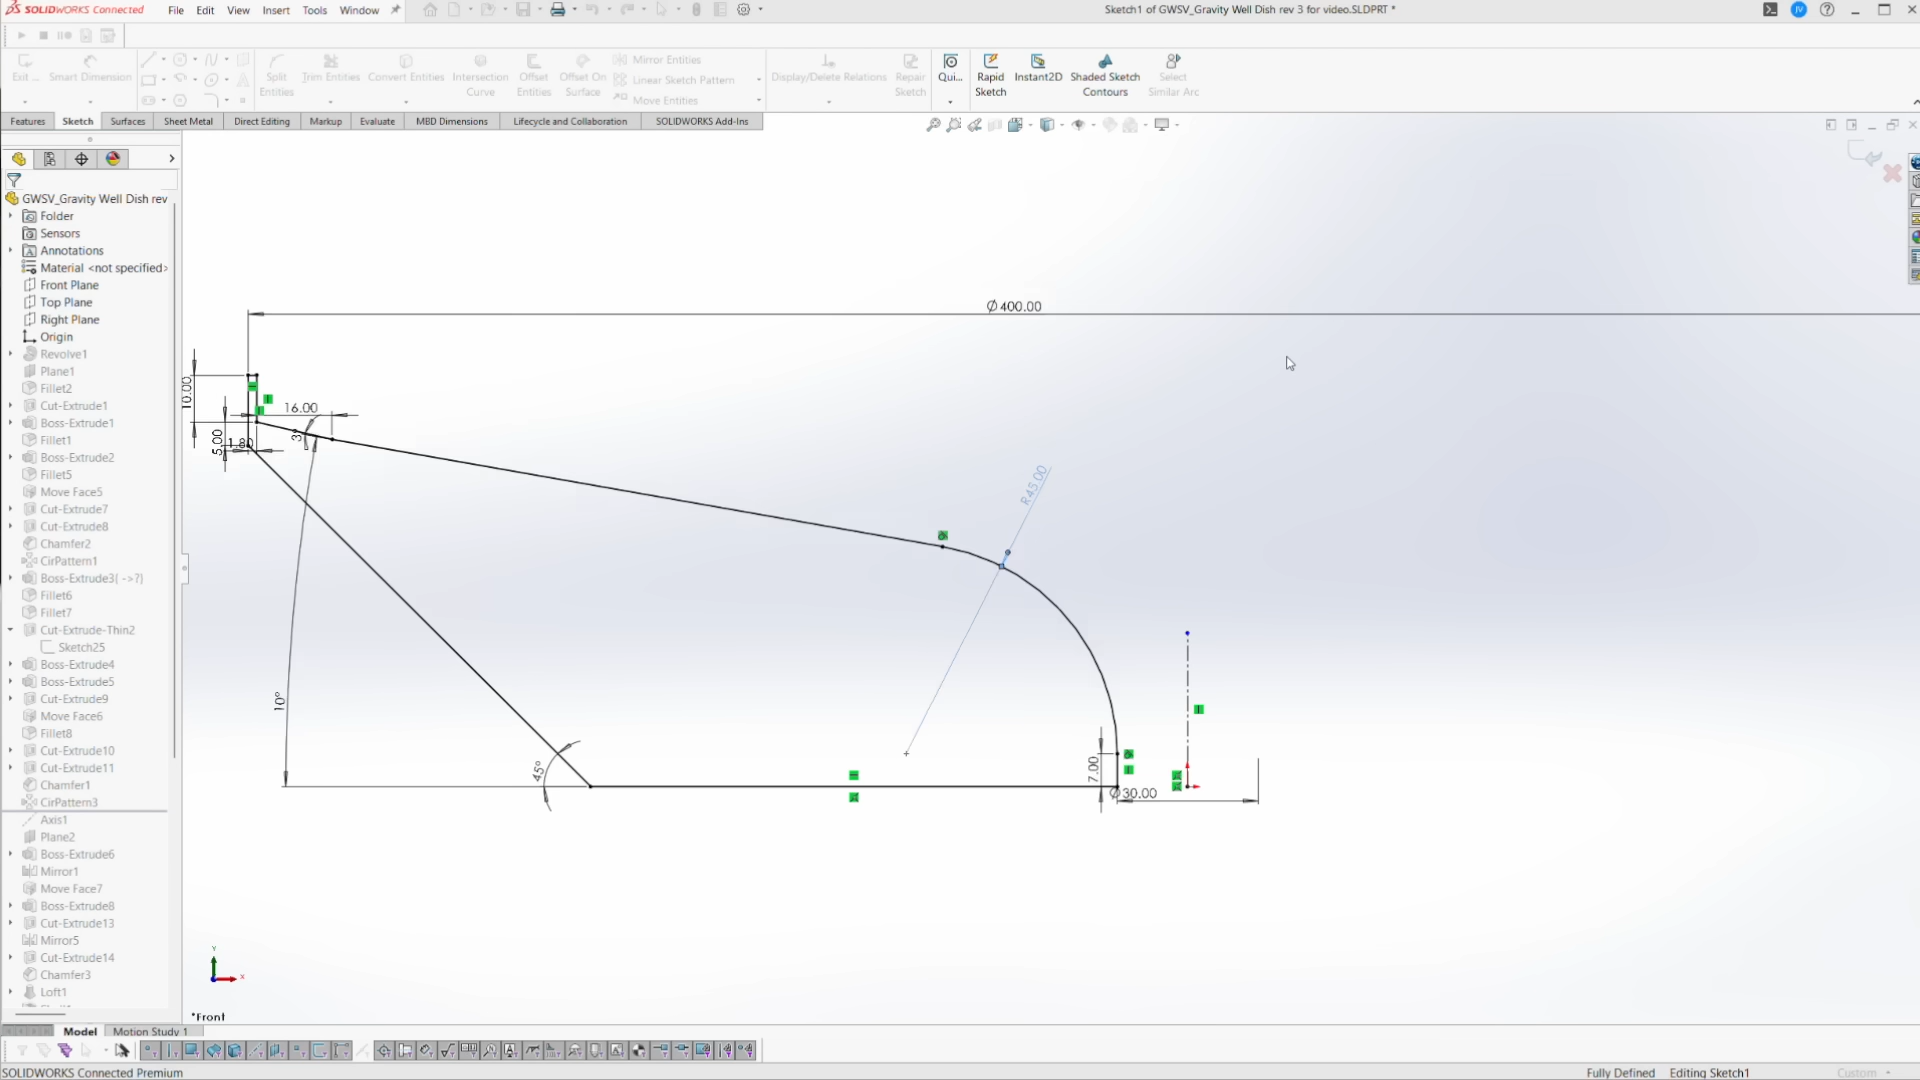 SOLIDWORKS Connected File Edit View Insert Tools Window Sketch1 of GWSV_Gravity Well Dish rev 3 for video.SLDPRT *
Exit ... Smart Dimension Split Entities Trim Entities Convert Entities Intersection Curve Offset Entities Offset On Surface Mirror Entities Linear Sketch Pattern Move Entities Display/Delete Relations Repair Sketch Qui... Rapid Sketch Instant2D Shaded Sketch Contours Select Similar Arc
Features Sketch Surfaces Sheet Metal Direct Editing Markup Evaluate MBD Dimensions Lifecycle and Collaboration SOLIDWORKS Add-Ins
GWSV_Gravity Well Dish rev
Folder
Sensors
Annotations
Material <not specified>
Front Plane
Top Plane
Right Plane
Origin
Revolve1
Plane1
Fillet2
Cut-Extrude1
Boss-Extrude1
Fillet1
Boss-Extrude2
Fillet5
Move Face5
Cut-Extrude7
Cut-Extrude8
Chamfer2
CirPattern1
Boss-Extrude3( ->?)
Fillet6
Fillet7
Cut-Extrude-Thin2
Sketch25
Boss-Extrude4
Boss-Extrude5
Cut-Extrude9
Move Face6
Fillet8
Cut-Extrude10
Cut-Extrude11
Chamfer1
CirPattern3
Axis1
Plane2
Boss-Extrude6
Mirror1
Move Face7
Boss-Extrude8
Cut-Extrude13
Mirror5
Cut-Extrude14
Chamfer3
Loft1
∅400.00
10.00
16.00
5.00
1.80
3°
R45.00
10°
45°
7.00
∅30.00
Y
X
*Front
Model Motion Study 1
SOLIDWORKS Connected Premium Fully Defined Editing Sketch1 Custom